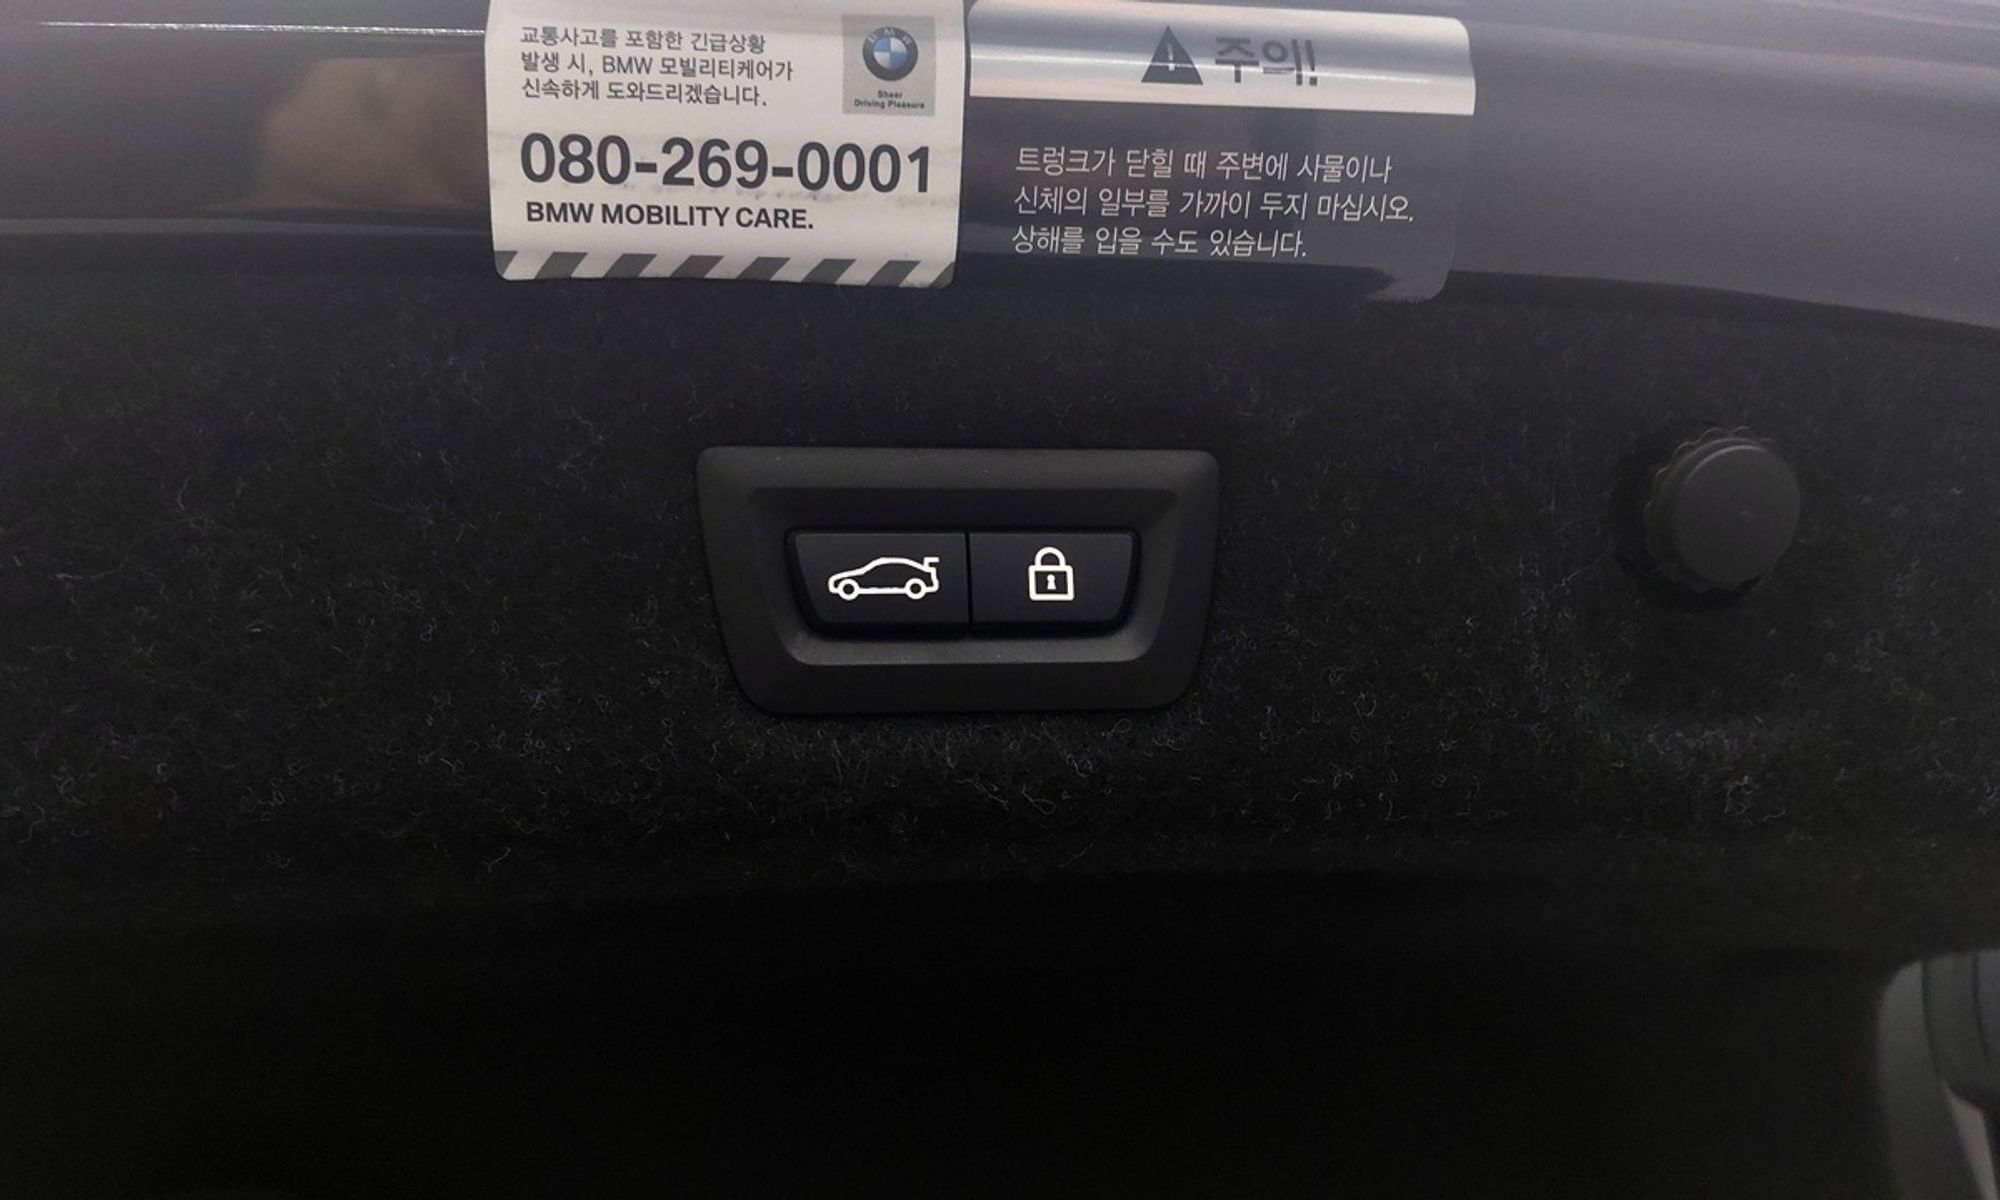 교통사고를 포함한 긴급상황
발생 시, BMW 모빌리티케어가
신속하게 도와드리겠습니다.
BMW
Sheer
Driving Pleasure
080-269-0001
BMW MOBILITY CARE.
주의!
트렁크가 닫힐 때 주변에 사물이나
신체의 일부를 가까이 두지 마십시오.
상해를 입을 수도 있습니다.